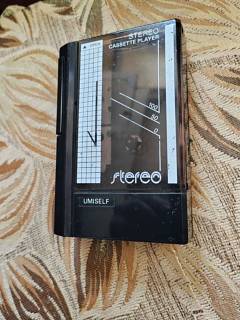 STEREO
CASSETTE PLAYER
100
50
0
stereo
UMISELF